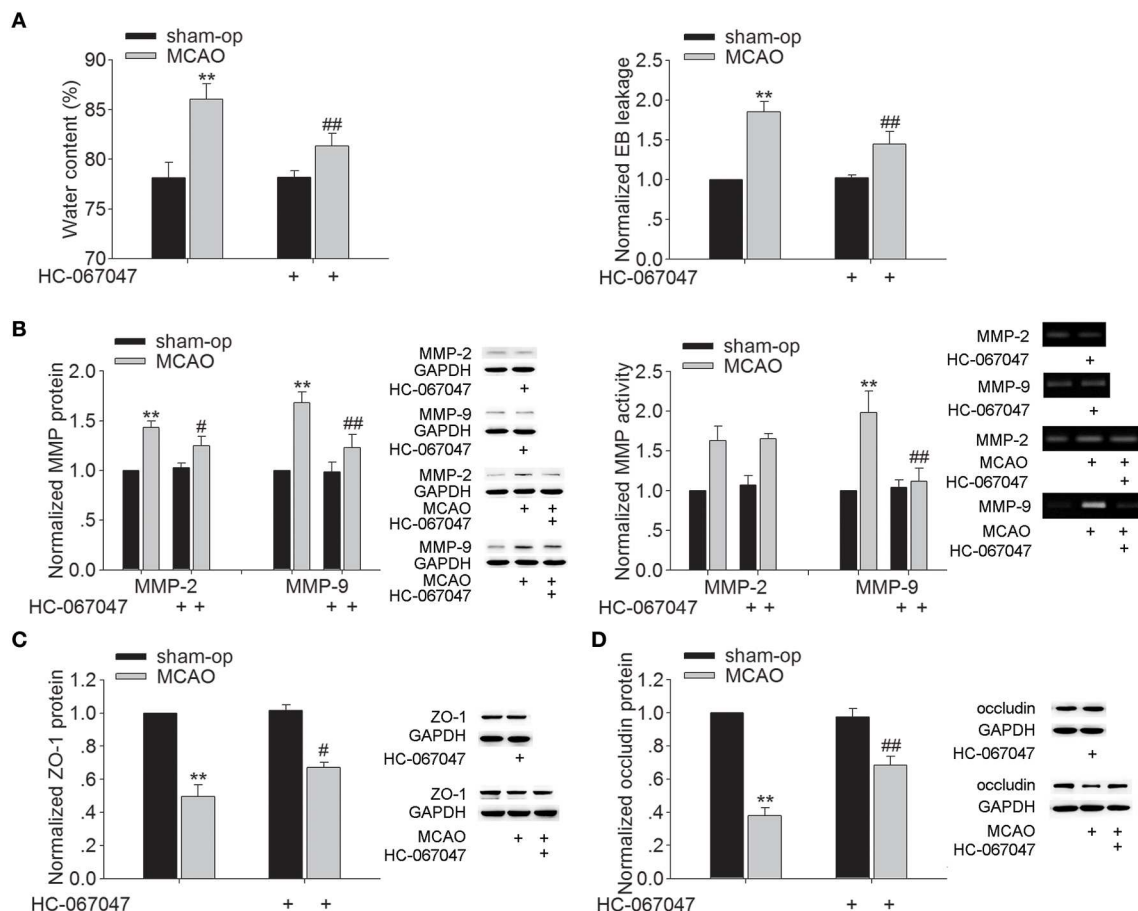 A
sham-op
MCAO
Water content (%)
90
85
80
75
70
**
##
HC-067047
+ +
sham-op
MCAO
Normalized EB leakage
2.5
2.0
1.5
1.0
.5
0.0
**
##
HC-067047
+ +
B
sham-op
MCAO
Normalized MMP protein
2.0
1.5
1.0
.5
0.0
**
#
**
##
MMP-2
MMP-9
HC-067047
+ +
+ +
MMP-2
GAPDH
HC-067047 +
MMP-9
GAPDH
HC-067047 +
MMP-2
GAPDH
MCAO + +
HC-067047 +
MMP-9
GAPDH
MCAO + +
HC-067047 +
sham-op
MCAO
Normalized MMP activity
2.5
2.0
1.5
1.0
.5
0.0
**
##
MMP-2
MMP-9
HC-067047
+ +
+ +
MMP-2
HC-067047 +
MMP-9
HC-067047 +
MMP-2
MCAO + +
HC-067047 +
MMP-9
MCAO + +
HC-067047 +
C
sham-op
MCAO
Normalized ZO-1 protein
1.2
1.0
.8
.6
.4
.2
0.0
**
#
HC-067047
+ +
ZO-1
GAPDH
HC-067047 +
ZO-1
GAPDH
MCAO + +
HC-067047 +
D
sham-op
MCAO
Normalized occludin protein
1.2
1.0
.8
.6
.4
.2
0.0
**
##
HC-067047
+ +
occludin
GAPDH
HC-067047 +
occludin
GAPDH
MCAO + +
HC-067047 +